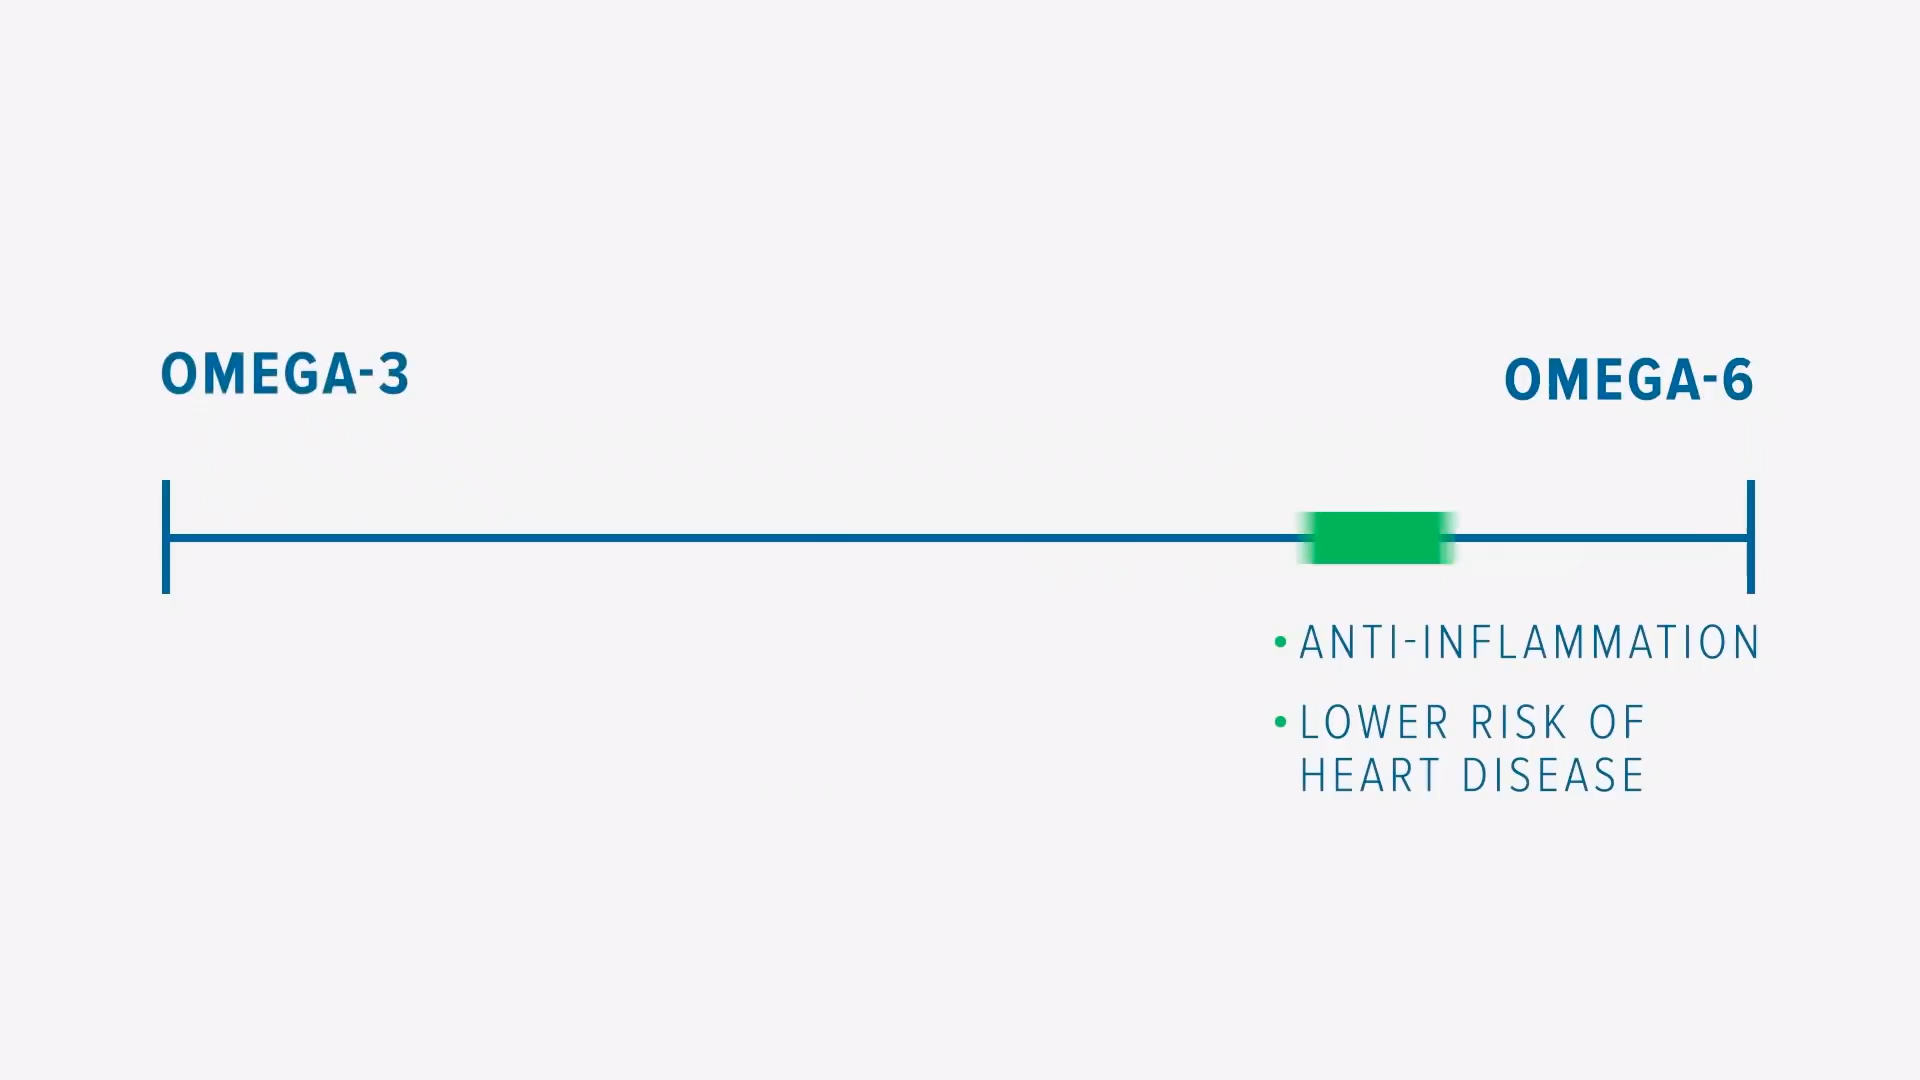 OMEGA-3
OMEGA-6
• ANTI-INFLAMMATION
• LOWER RISK OF
HEART DISEASE